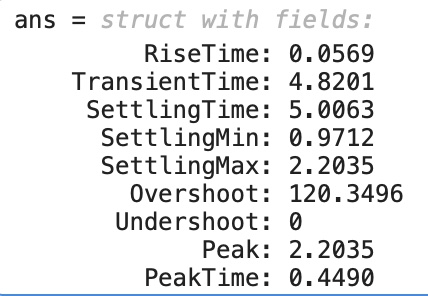 ans = struct with fields:
RiseTime: 0.0569
TransientTime: 4.8201
SettlingTime: 5.0063
SettlingMin: 0.9712
SettlingMax: 2.2035
Overshoot: 120.3496
Undershoot: 0
Peak: 2.2035
PeakTime: 0.4490